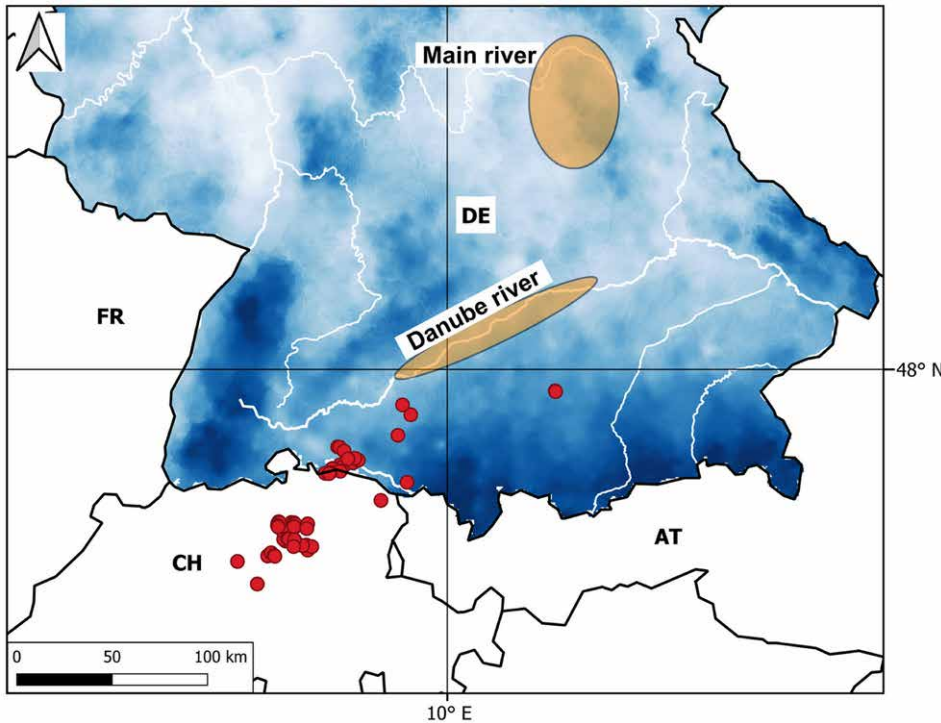 Main river
DE
Danube river
FR
48° N
CH
AT
0 50 100 km
10° E